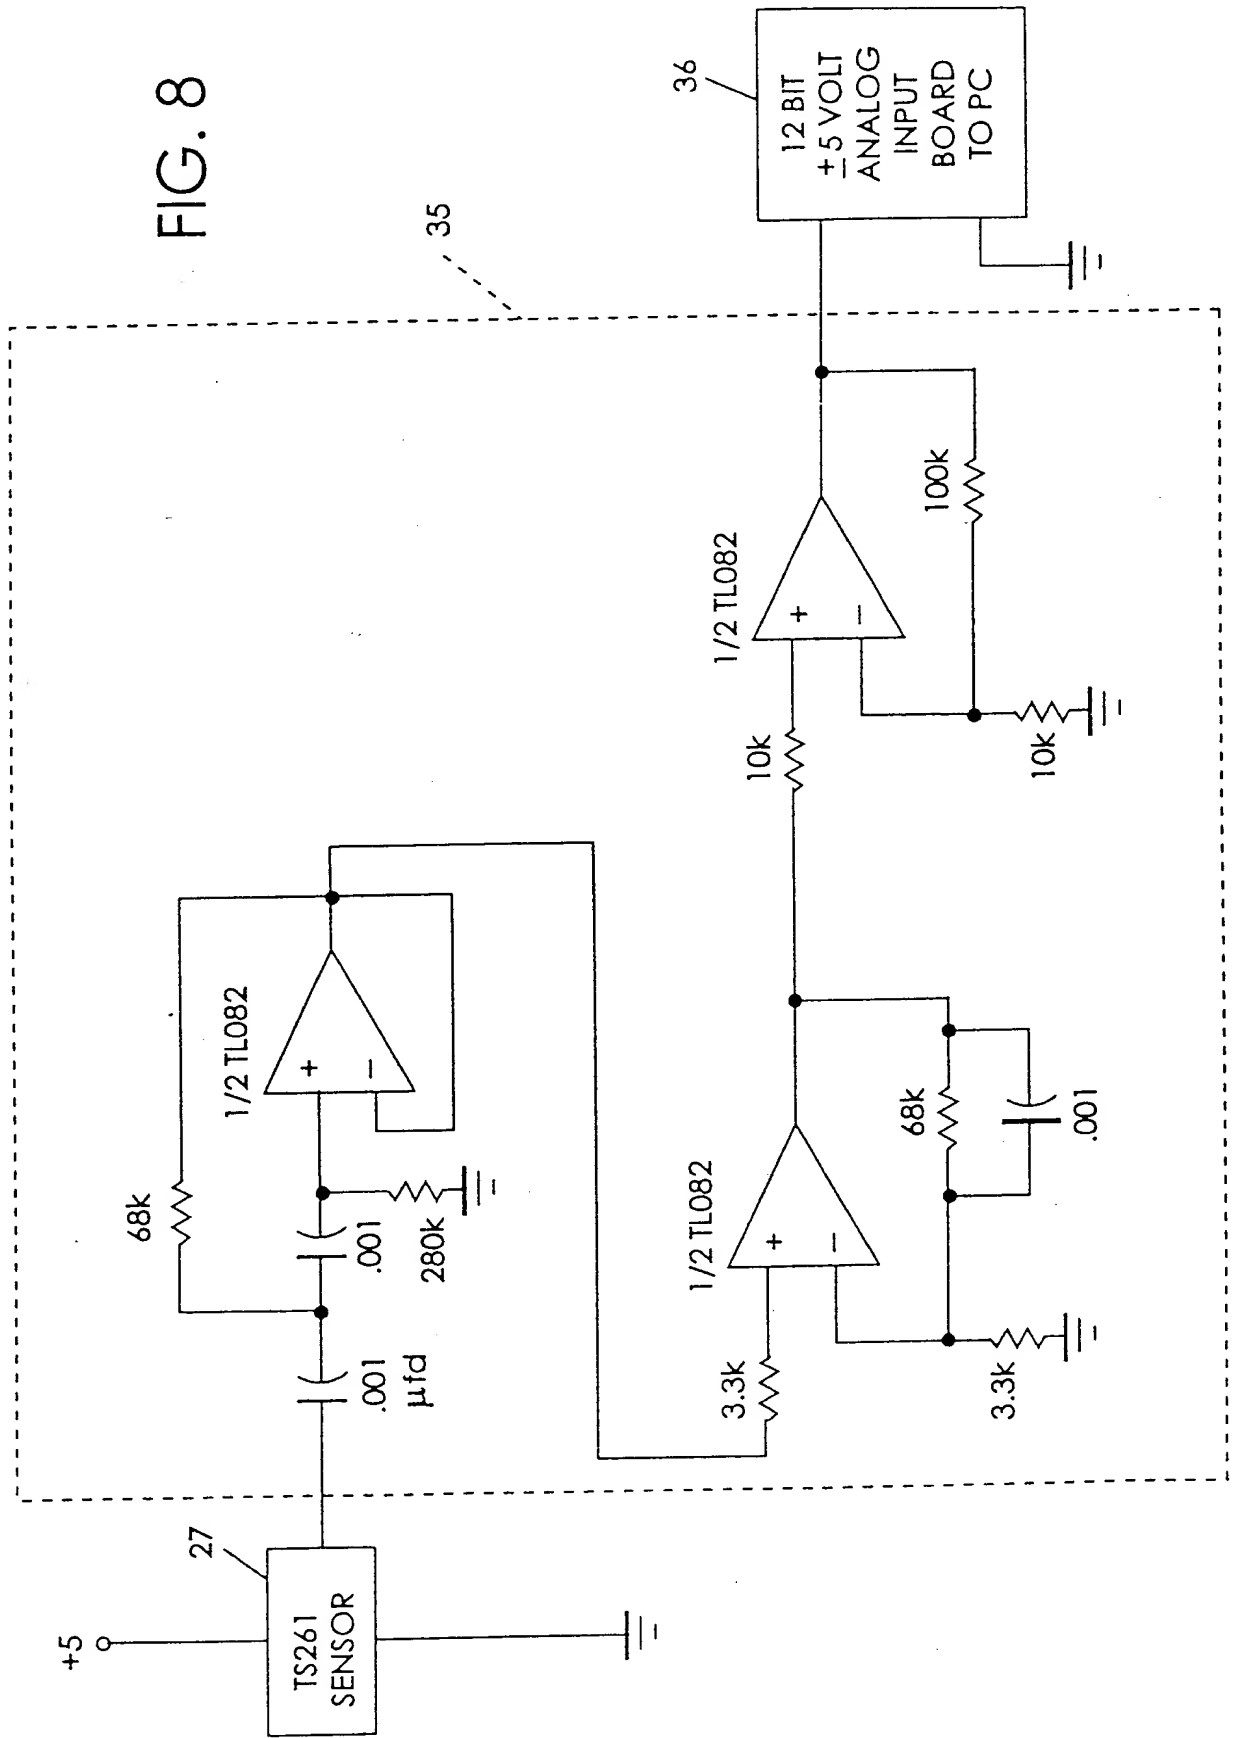 FIG. 8
+5
27
TS261
SENSOR
35
.001
µfd
68k
.001
280k
1/2 TL082
+
−
3.3k
3.3k
1/2 TL082
+
−
68k
.001
10k
1/2 TL082
+
−
10k
100k
36
12 BIT
±5 VOLT
ANALOG
INPUT
BOARD
TO PC